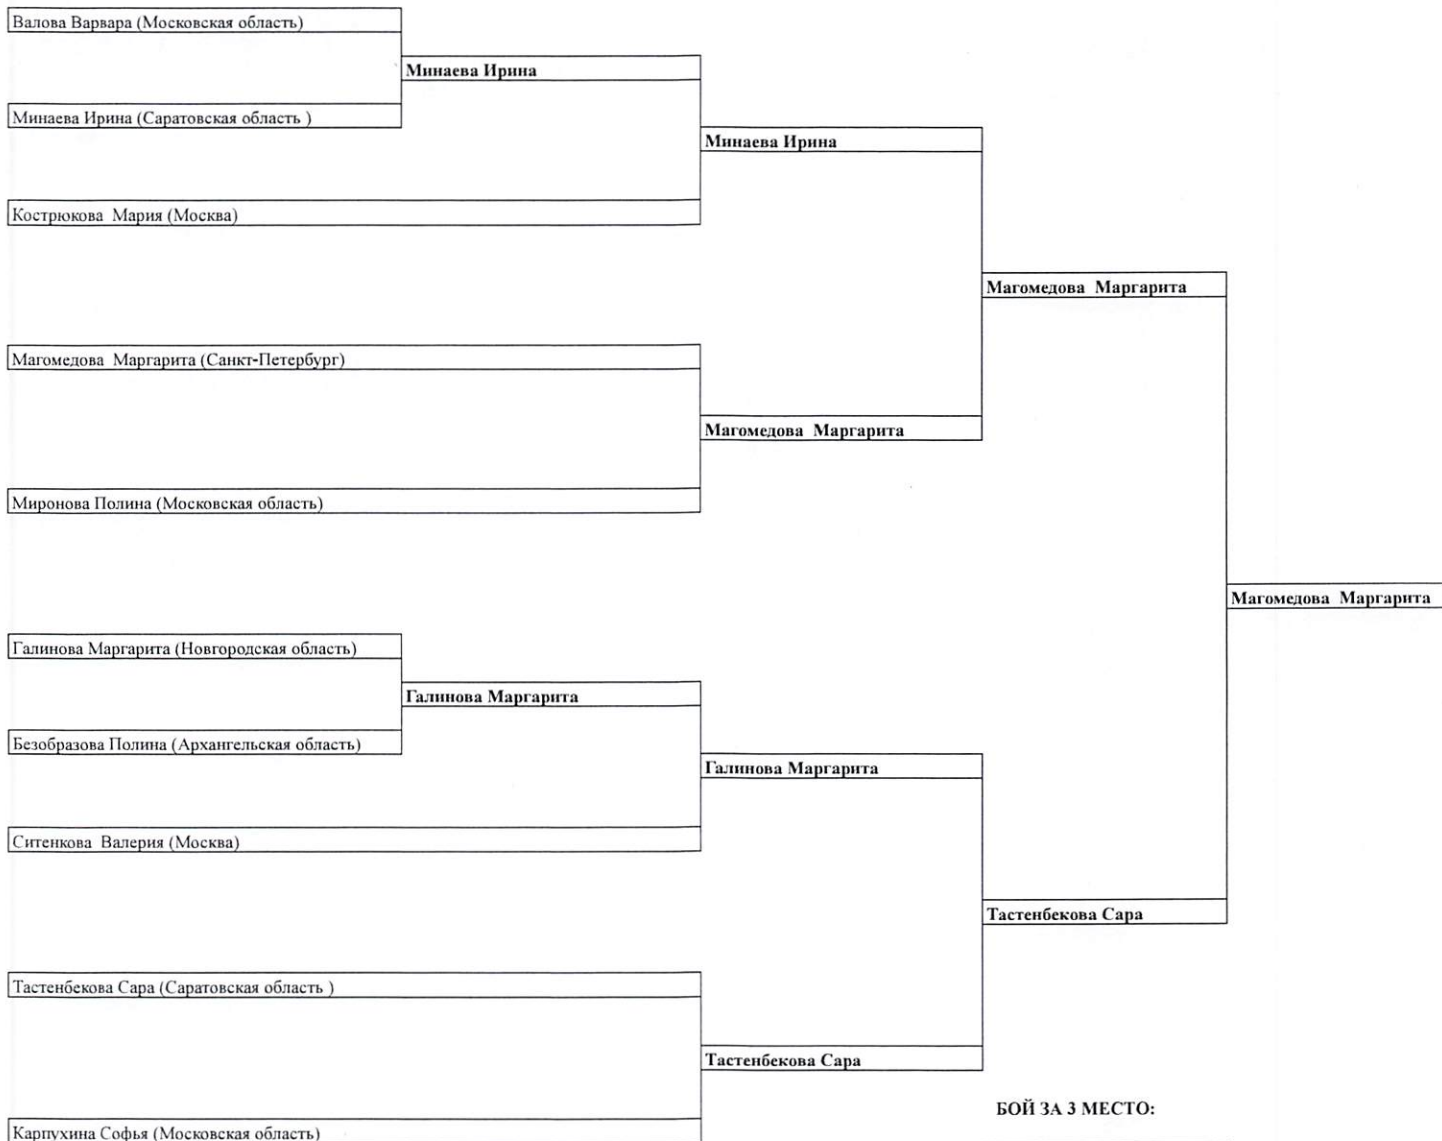 Валова Варвара (Московская область)
Минаева Ирина
Минаева Ирина (Саратовская область )
Минаева Ирина
Кострюкова Мария (Москва)
Магомедова Маргарита
Магомедова Маргарита (Санкт-Петербург)
Магомедова Маргарита
Миронова Полина (Московская область)
Магомедова Маргарита
Галинова Маргарита (Новгородская область)
Галинова Маргарита
Безобразова Полина (Архангельская область)
Галинова Маргарита
Ситенкова Валерия (Москва)
Тастенбекова Сара
Тастенбекова Сара (Саратовская область )
Тастенбекова Сара
БОЙ ЗА 3 МЕСТО:
Карпухина Софья (Московская область)